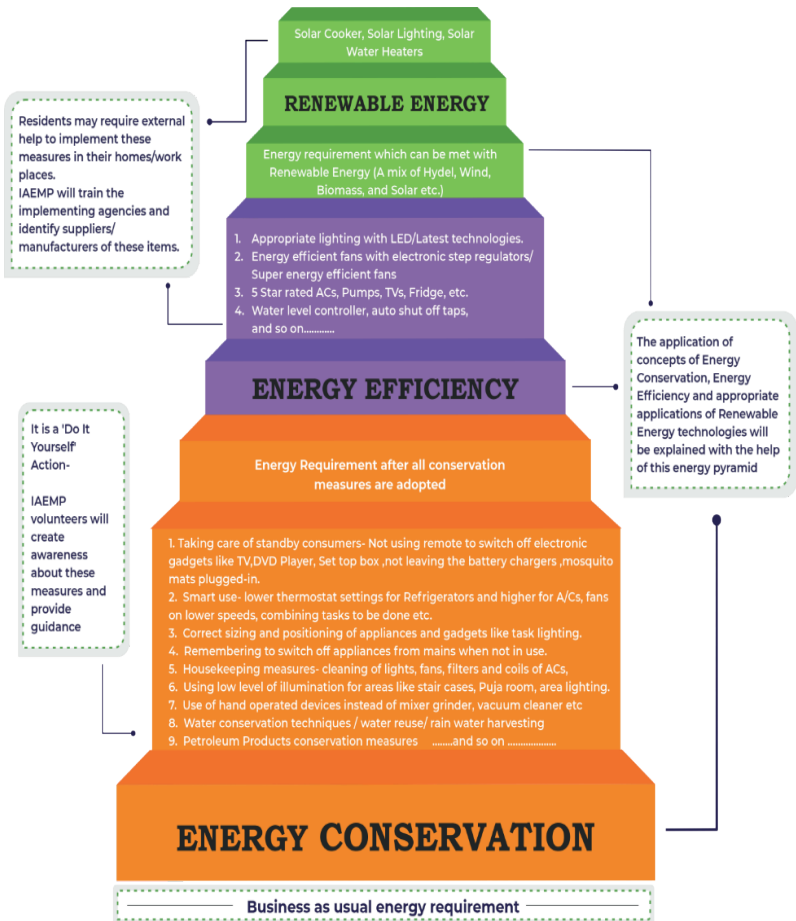 Solar Cooker, Solar Lighting, Solar
Water Heaters
RENEWABLE ENERGY
Energy requirement which can be met with
Renewable Energy (A mix of Hydel, Wind,
Biomass, and Solar etc.)
Residents may require external
help to implement these
measures in their homes/work
places.
IAEMP will train the
implementing agencies and
identify suppliers/
manufacturers of these items.
1. Appropriate lighting with LED/Latest technologies.
2. Energy efficient fans with electronic step regulators/
Super energy efficient fans
3. 5 Star rated ACs, Pumps, TVs, Fridge, etc.
4. Water level controller, auto shut off taps,
and so on............
ENERGY EFFICIENCY
The application of
concepts of Energy
Conservation, Energy
Efficiency and appropriate
applications of Renewable
Energy technologies will
be explained with the help
of this energy pyramid
Energy Requirement after all conservation
measures are adopted
It is a 'Do It
Yourself'
Action-
IAEMP
volunteers will
create
awareness
about these
measures and
provide
guidance
1. Taking care of standby consumers- Not using remote to switch off electronic
gadgets like TV,DVD Player, Set top box ,not leaving the battery chargers ,mosquito
mats plugged-in.
2. Smart use- lower thermostat settings for Refrigerators and higher for A/Cs, fans
on lower speeds, combining tasks to be done etc.
3. Correct sizing and positioning of appliances and gadgets like task lighting.
4. Remembering to switch off appliances from mains when not in use.
5. Housekeeping measures- cleaning of lights, fans, filters and coils of ACs,
6. Using low level of illumination for areas like stair cases, Puja room, area lighting.
7. Use of hand operated devices instead of mixer grinder, vacuum cleaner etc
8. Water conservation techniques / water reuse/ rain water harvesting
9. Petroleum Products conservation measures ........and so on ...................
ENERGY CONSERVATION
Business as usual energy requirement